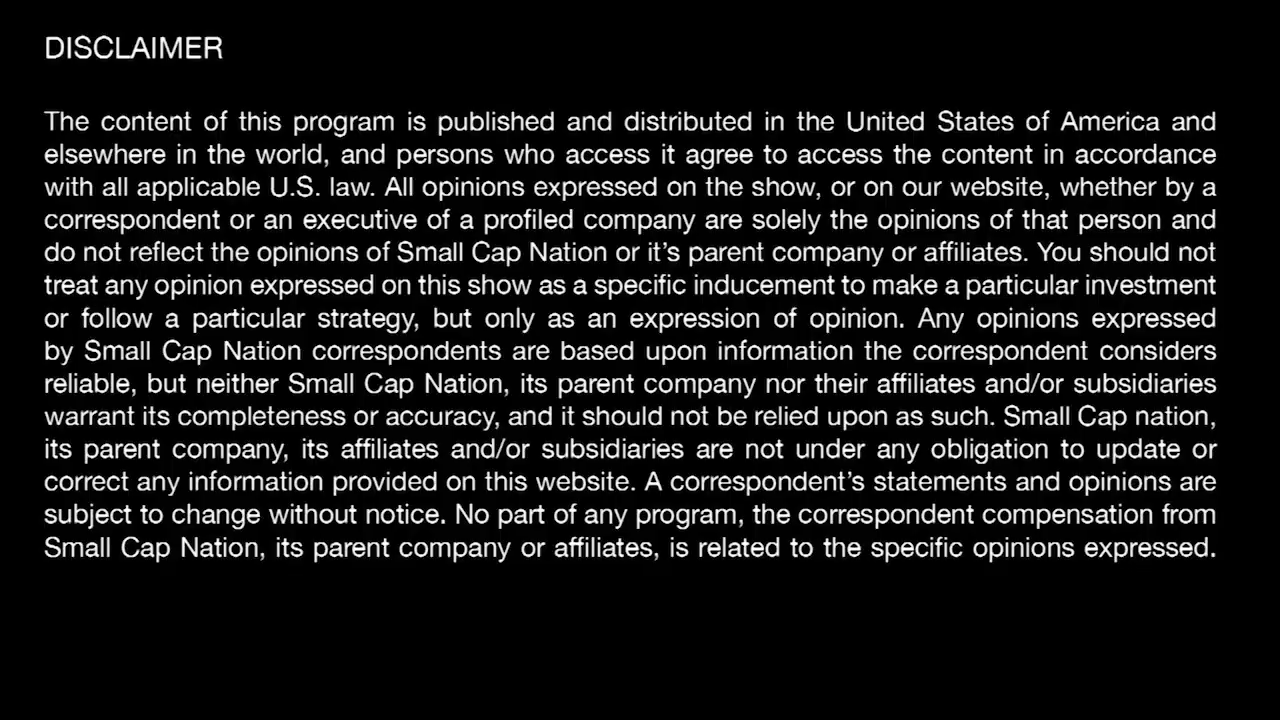 DISCLAIMER
The content of this program is published and distributed in the United States of America and
elsewhere in the world, and persons who access it agree to access the content in accordance
with all applicable U.S. law. All opinions expressed on the show, or on our website, whether by a
correspondent or an executive of a profiled company are solely the opinions of that person and
do not reflect the opinions of Small Cap Nation or it's parent company or affiliates. You should not
treat any opinion expressed on this show as a specific inducement to make a particular investment
or follow a particular strategy, but only as an expression of opinion. Any opinions expressed
by Small Cap Nation correspondents are based upon information the correspondent considers
reliable, but neither Small Cap Nation, its parent company nor their affiliates and/or subsidiaries
warrant its completeness or accuracy, and it should not be relied upon as such. Small Cap nation,
its parent company, its affiliates and/or subsidiaries are not under any obligation to update or
correct any information provided on this website. A correspondent's statements and opinions are
subject to change without notice. No part of any program, the correspondent compensation from
Small Cap Nation, its parent company or affiliates, is related to the specific opinions expressed.